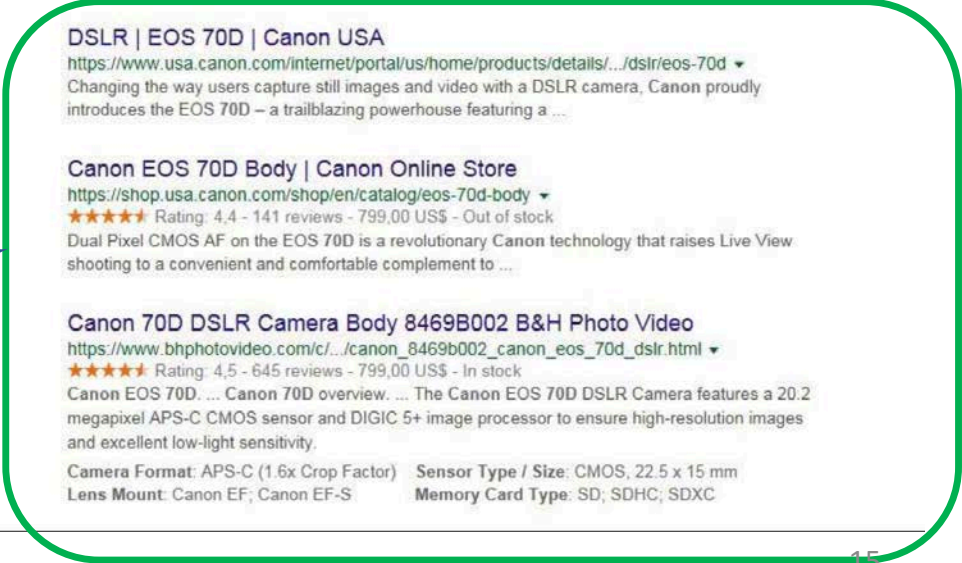 DSLR | EOS 70D | Canon USA
https://www.usa.canon.com/internet/portal/us/home/products/details/.../dslr/eos-70d
Changing the way users capture still images and video with a DSLR camera, Canon proudly
introduces the EOS 70D – a trailblazing powerhouse featuring a ...
Canon EOS 70D Body | Canon Online Store
https://shop.usa.canon.com/shop/en/catalog/eos-70d-body
Rating: 4,4 - 141 reviews - 799,00 US$ - Out of stock
Dual Pixel CMOS AF on the EOS 70D is a revolutionary Canon technology that raises Live View
shooting to a convenient and comfortable complement to ...
Canon 70D DSLR Camera Body 8469B002 B&H Photo Video
https://www.bhphotovideo.com/c/.../canon_8469b002_canon_eos_70d_dslr.html
Rating: 4,5 - 645 reviews - 799,00 US$ - In stock
Canon EOS 70D. ... Canon 70D overview. ... The Canon EOS 70D DSLR Camera features a 20.2
megapixel APS-C CMOS sensor and DIGIC 5+ image processor to ensure high-resolution images
and excellent low-light sensitivity.
Camera Format: APS-C (1.6x Crop Factor) Sensor Type / Size: CMOS, 22.5 x 15 mm
Lens Mount: Canon EF; Canon EF-S Memory Card Type: SD; SDHC; SDXC
15